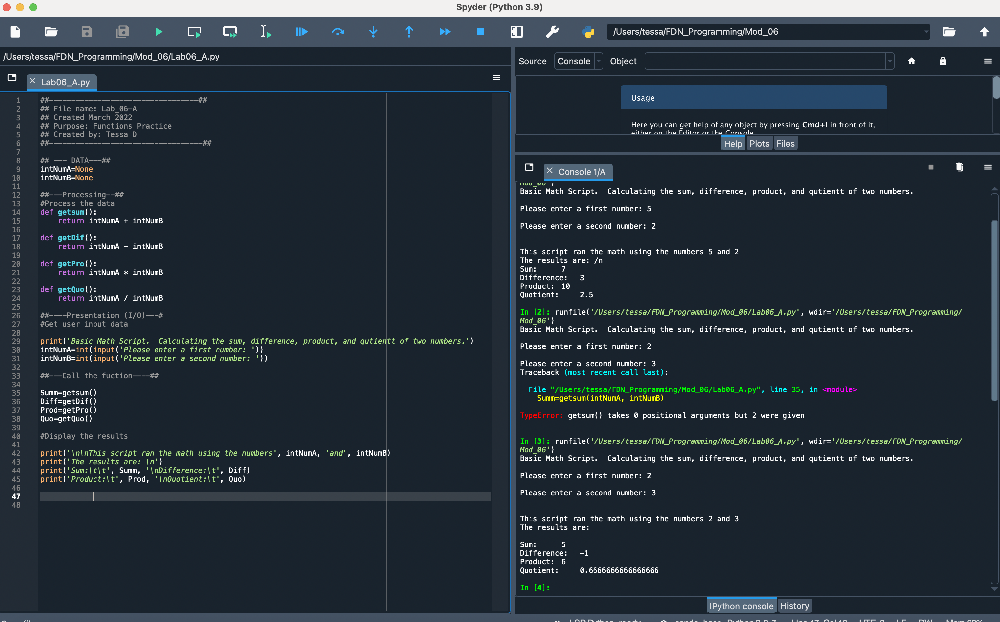 Spyder (Python 3.9)
/Users/tessa/FDN_Programming/Mod_06
/Users/tessa/FDN_Programming/Mod_06/Lab06_A.py
Lab06_A.py
1 ##----------------------------------##
2 ## File name: Lab_06-A
3 ## Created March 2022
4 ## Purpose: Functions Practice
5 ## Created by: Tessa D
6 ##-----------------------------------##
7
8 ## --- DATA---##
9 intNumA=None
10 intNumB=None
11
12 ##---Processing--##
13 #Process the data
14 def getsum():
15     return intNumA + intNumB
16
17 def getDif():
18     return intNumA - intNumB
19
20 def getPro():
21     return intNumA * intNumB
22
23 def getQuo():
24     return intNumA / intNumB
25
26 ##----Presentation (I/O)---#
27 #Get user input data
28
29 print('Basic Math Script.  Calculating the sum, difference, product, and qutientt of two numbers.')
30 intNumA=int(input('Please enter a first number: '))
31 intNumB=int(input('Please enter a second number: '))
32
33 ##---Call the fuction----##
34
35 Summ=getsum()
36 Diff=getDif()
37 Prod=getPro()
38 Quo=getQuo()
39
40 #Display the results
41
42 print('\n\nThis script ran the math using the numbers', intNumA, 'and', intNumB)
43 print('The results are: \n')
44 print('Sum:\t\t', Summ, '\nDifference:\t', Diff)
45 print('Product:\t', Prod, '\nQuotient:\t', Quo)
46
47
48
Source Console Object
Usage
Here you can get help of any object by pressing Cmd+I in front of it,
either on the Editor or the Console.
Help Plots Files
Console 1/A
Mod_06')
Basic Math Script.  Calculating the sum, difference, product, and qutientt of two numbers.
Please enter a first number: 5
Please enter a second number: 2
This script ran the math using the numbers 5 and 2
The results are: /n
Sum:      7
Difference:   3
Product:  10
Quotient:     2.5
In [2]: runfile('/Users/tessa/FDN_Programming/Mod_06/Lab06_A.py', wdir='/Users/tessa/FDN_Programming/
Mod_06')
Basic Math Script.  Calculating the sum, difference, product, and qutientt of two numbers.
Please enter a first number: 2
Please enter a second number: 3
Traceback (most recent call last):
  File "/Users/tessa/FDN_Programming/Mod_06/Lab06_A.py", line 35, in <module>
    Summ=getsum(intNumA, intNumB)
TypeError: getsum() takes 0 positional arguments but 2 were given
In [3]: runfile('/Users/tessa/FDN_Programming/Mod_06/Lab06_A.py', wdir='/Users/tessa/FDN_Programming/
Mod_06')
Basic Math Script.  Calculating the sum, difference, product, and qutientt of two numbers.
Please enter a first number: 2
Please enter a second number: 3
This script ran the math using the numbers 2 and 3
The results are:
Sum:      5
Difference:   -1
Product:  6
Quotient:     0.6666666666666666
In [4]:
IPython console History